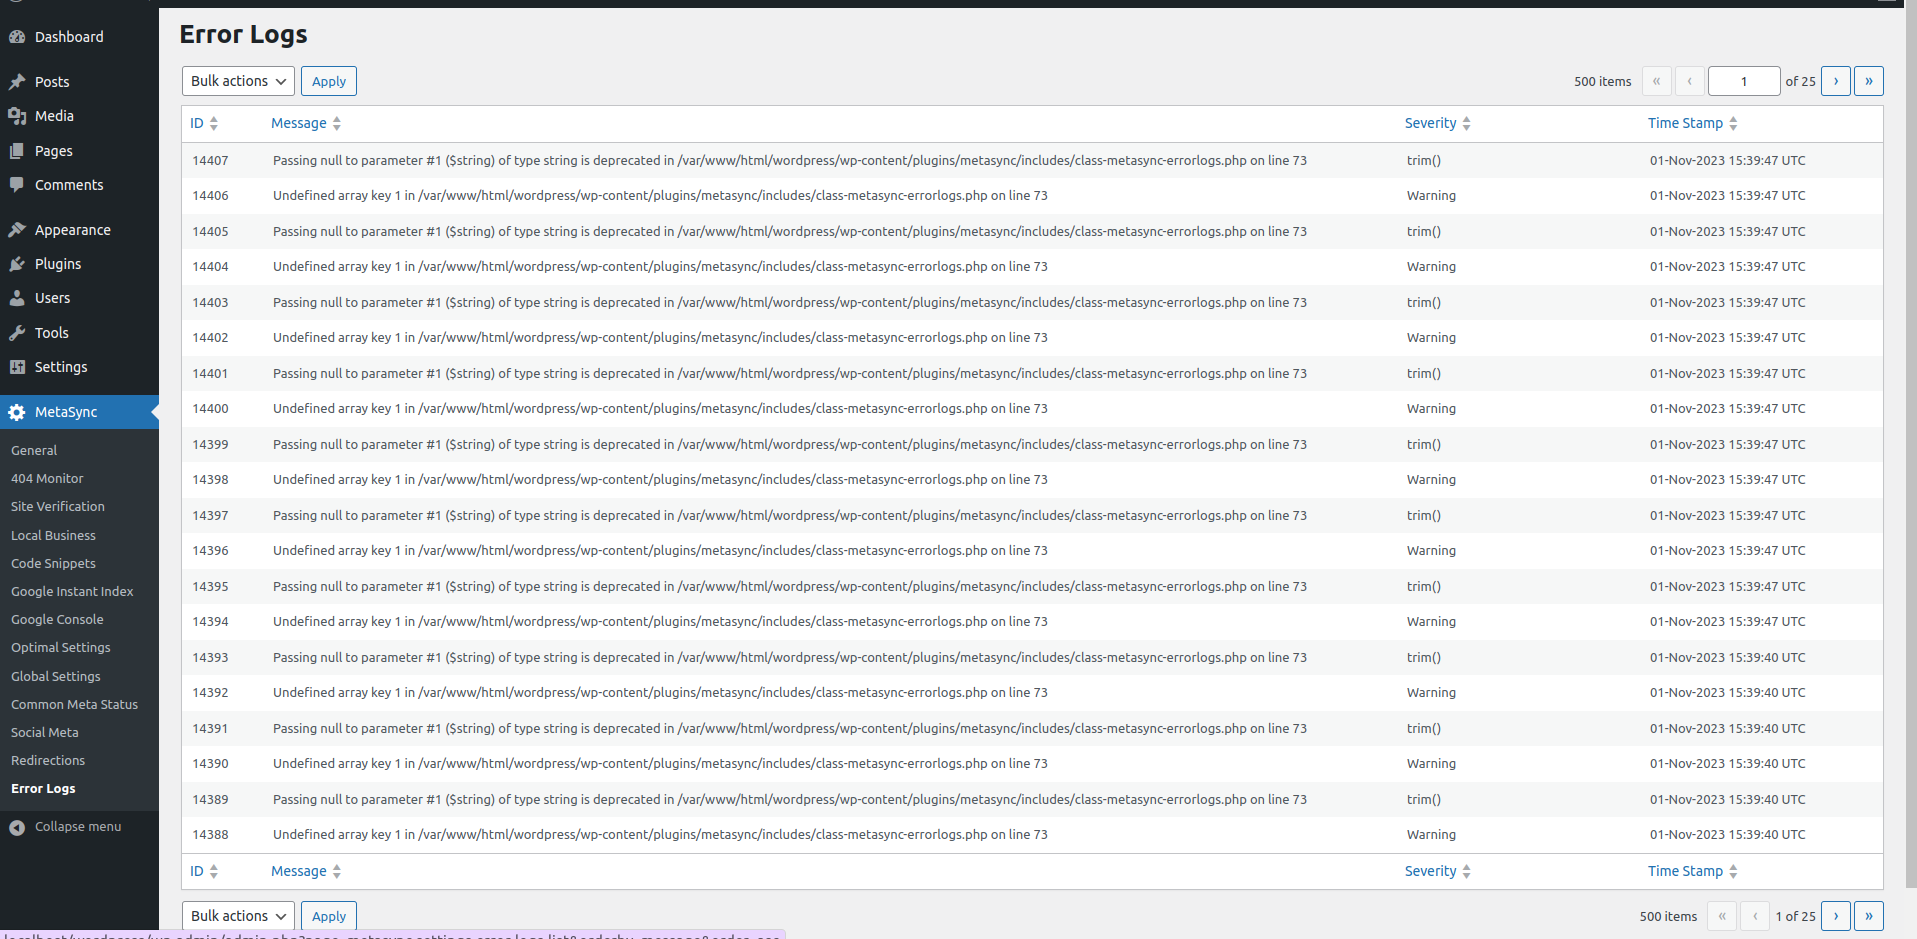 Dashboard
Posts
Media
Pages
Comments
Appearance
Plugins
Users
Tools
Settings
MetaSync
General
404 Monitor
Site Verification
Local Business
Code Snippets
Google Instant Index
Google Console
Optimal Settings
Global Settings
Common Meta Status
Social Meta
Redirections
Error Logs
Collapse menu
Error Logs
Bulk actions Apply 500 items « ‹ 1 of 25 › »
ID Message Severity Time Stamp
14407 Passing null to parameter #1 ($string) of type string is deprecated in /var/www/html/wordpress/wp-content/plugins/metasync/includes/class-metasync-errorlogs.php on line 73 trim() 01-Nov-2023 15:39:47 UTC
14406 Undefined array key 1 in /var/www/html/wordpress/wp-content/plugins/metasync/includes/class-metasync-errorlogs.php on line 73 Warning 01-Nov-2023 15:39:47 UTC
14405 Passing null to parameter #1 ($string) of type string is deprecated in /var/www/html/wordpress/wp-content/plugins/metasync/includes/class-metasync-errorlogs.php on line 73 trim() 01-Nov-2023 15:39:47 UTC
14404 Undefined array key 1 in /var/www/html/wordpress/wp-content/plugins/metasync/includes/class-metasync-errorlogs.php on line 73 Warning 01-Nov-2023 15:39:47 UTC
14403 Passing null to parameter #1 ($string) of type string is deprecated in /var/www/html/wordpress/wp-content/plugins/metasync/includes/class-metasync-errorlogs.php on line 73 trim() 01-Nov-2023 15:39:47 UTC
14402 Undefined array key 1 in /var/www/html/wordpress/wp-content/plugins/metasync/includes/class-metasync-errorlogs.php on line 73 Warning 01-Nov-2023 15:39:47 UTC
14401 Passing null to parameter #1 ($string) of type string is deprecated in /var/www/html/wordpress/wp-content/plugins/metasync/includes/class-metasync-errorlogs.php on line 73 trim() 01-Nov-2023 15:39:47 UTC
14400 Undefined array key 1 in /var/www/html/wordpress/wp-content/plugins/metasync/includes/class-metasync-errorlogs.php on line 73 Warning 01-Nov-2023 15:39:47 UTC
14399 Passing null to parameter #1 ($string) of type string is deprecated in /var/www/html/wordpress/wp-content/plugins/metasync/includes/class-metasync-errorlogs.php on line 73 trim() 01-Nov-2023 15:39:47 UTC
14398 Undefined array key 1 in /var/www/html/wordpress/wp-content/plugins/metasync/includes/class-metasync-errorlogs.php on line 73 Warning 01-Nov-2023 15:39:47 UTC
14397 Passing null to parameter #1 ($string) of type string is deprecated in /var/www/html/wordpress/wp-content/plugins/metasync/includes/class-metasync-errorlogs.php on line 73 trim() 01-Nov-2023 15:39:47 UTC
14396 Undefined array key 1 in /var/www/html/wordpress/wp-content/plugins/metasync/includes/class-metasync-errorlogs.php on line 73 Warning 01-Nov-2023 15:39:47 UTC
14395 Passing null to parameter #1 ($string) of type string is deprecated in /var/www/html/wordpress/wp-content/plugins/metasync/includes/class-metasync-errorlogs.php on line 73 trim() 01-Nov-2023 15:39:47 UTC
14394 Undefined array key 1 in /var/www/html/wordpress/wp-content/plugins/metasync/includes/class-metasync-errorlogs.php on line 73 Warning 01-Nov-2023 15:39:47 UTC
14393 Passing null to parameter #1 ($string) of type string is deprecated in /var/www/html/wordpress/wp-content/plugins/metasync/includes/class-metasync-errorlogs.php on line 73 trim() 01-Nov-2023 15:39:40 UTC
14392 Undefined array key 1 in /var/www/html/wordpress/wp-content/plugins/metasync/includes/class-metasync-errorlogs.php on line 73 Warning 01-Nov-2023 15:39:40 UTC
14391 Passing null to parameter #1 ($string) of type string is deprecated in /var/www/html/wordpress/wp-content/plugins/metasync/includes/class-metasync-errorlogs.php on line 73 trim() 01-Nov-2023 15:39:40 UTC
14390 Undefined array key 1 in /var/www/html/wordpress/wp-content/plugins/metasync/includes/class-metasync-errorlogs.php on line 73 Warning 01-Nov-2023 15:39:40 UTC
14389 Passing null to parameter #1 ($string) of type string is deprecated in /var/www/html/wordpress/wp-content/plugins/metasync/includes/class-metasync-errorlogs.php on line 73 trim() 01-Nov-2023 15:39:40 UTC
14388 Undefined array key 1 in /var/www/html/wordpress/wp-content/plugins/metasync/includes/class-metasync-errorlogs.php on line 73 Warning 01-Nov-2023 15:39:40 UTC
ID Message Severity Time Stamp
Bulk actions Apply 500 items « ‹ 1 of 25 › »